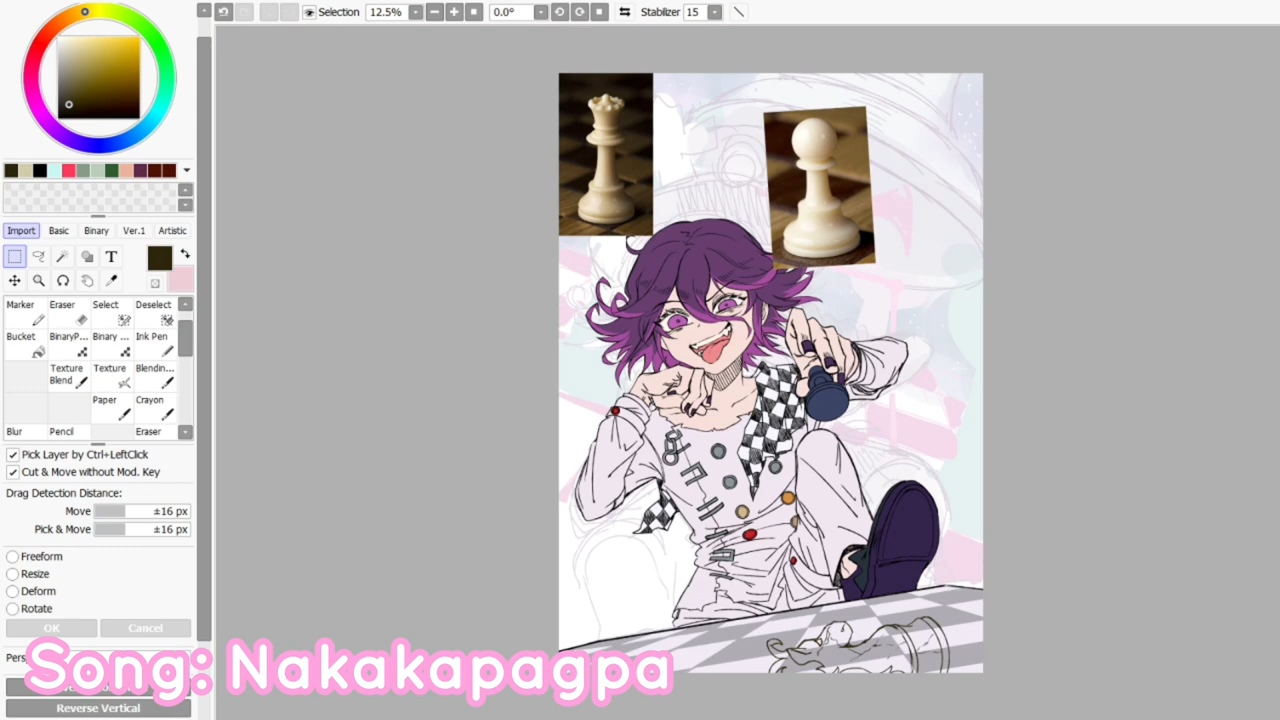 Selection 12.5% 0.0° Stabilizer 15
Import Basic Binary Ver.1 Artistic
T
Marker Eraser Select Deselect
Bucket BinaryP... Binary ... Ink Pen
Texture Blend Texture Blendin...
Paper Crayon
Blur Pencil Eraser
Pick Layer by Ctrl+LeftClick
Cut & Move without Mod. Key
Drag Detection Distance:
Move ±16 px
Pick & Move ±16 px
Freeform
Resize
Deform
Rotate
OK Cancel
Song: Nakakapagpa
Reverse Vertical